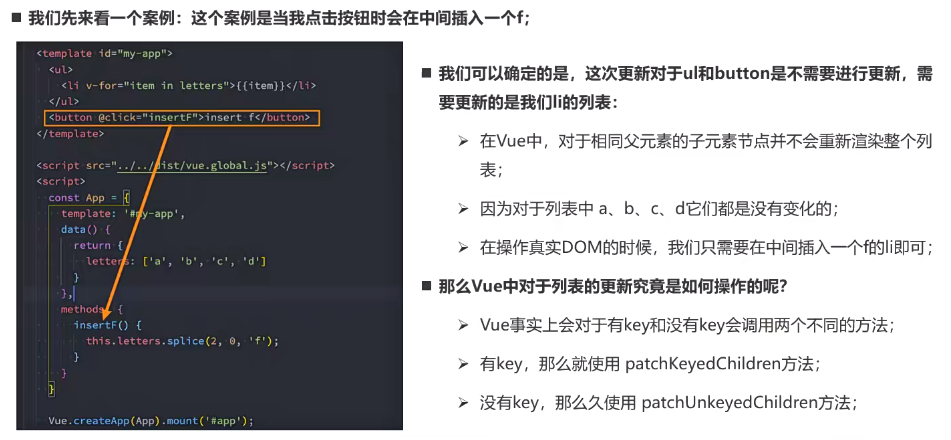 ■ 我们先来看一个案例：这个案例是当我点击按钮时会在中间插入一个f；
<template id="my-app">
<ul>
<li v-for="item in letters">{{item}}</li>
</ul>
<button @click="insertF">insert f</button>
</template>
<script src="../../dist/vue.global.js"></script>
<script>
const App = {
template: '#my-app',
data() {
return {
letters: ['a', 'b', 'c', 'd']
}
},
methods: {
insertF() {
this.letters.splice(2, 0, 'f');
}
}
}
Vue.createApp(App).mount('#app');
■ 我们可以确定的是，这次更新对于ul和button是不需要进行更新，需
要更新的是我们li的列表：
➢ 在Vue中，对于相同父元素的子元素节点并不会重新渲染整个列
表；
➢ 因为对于列表中 a、b、c、d它们都是没有变化的；
➢ 在操作真实DOM的时候，我们只需要在中间插入一个f的li即可；
■ 那么Vue中对于列表的更新究竟是如何操作的呢？
➢ Vue事实上会对于有key和没有key会调用两个不同的方法；
➢ 有key，那么就使用 patchKeyedChildren方法；
➢ 没有key，那么久使用 patchUnkeyedChildren方法；